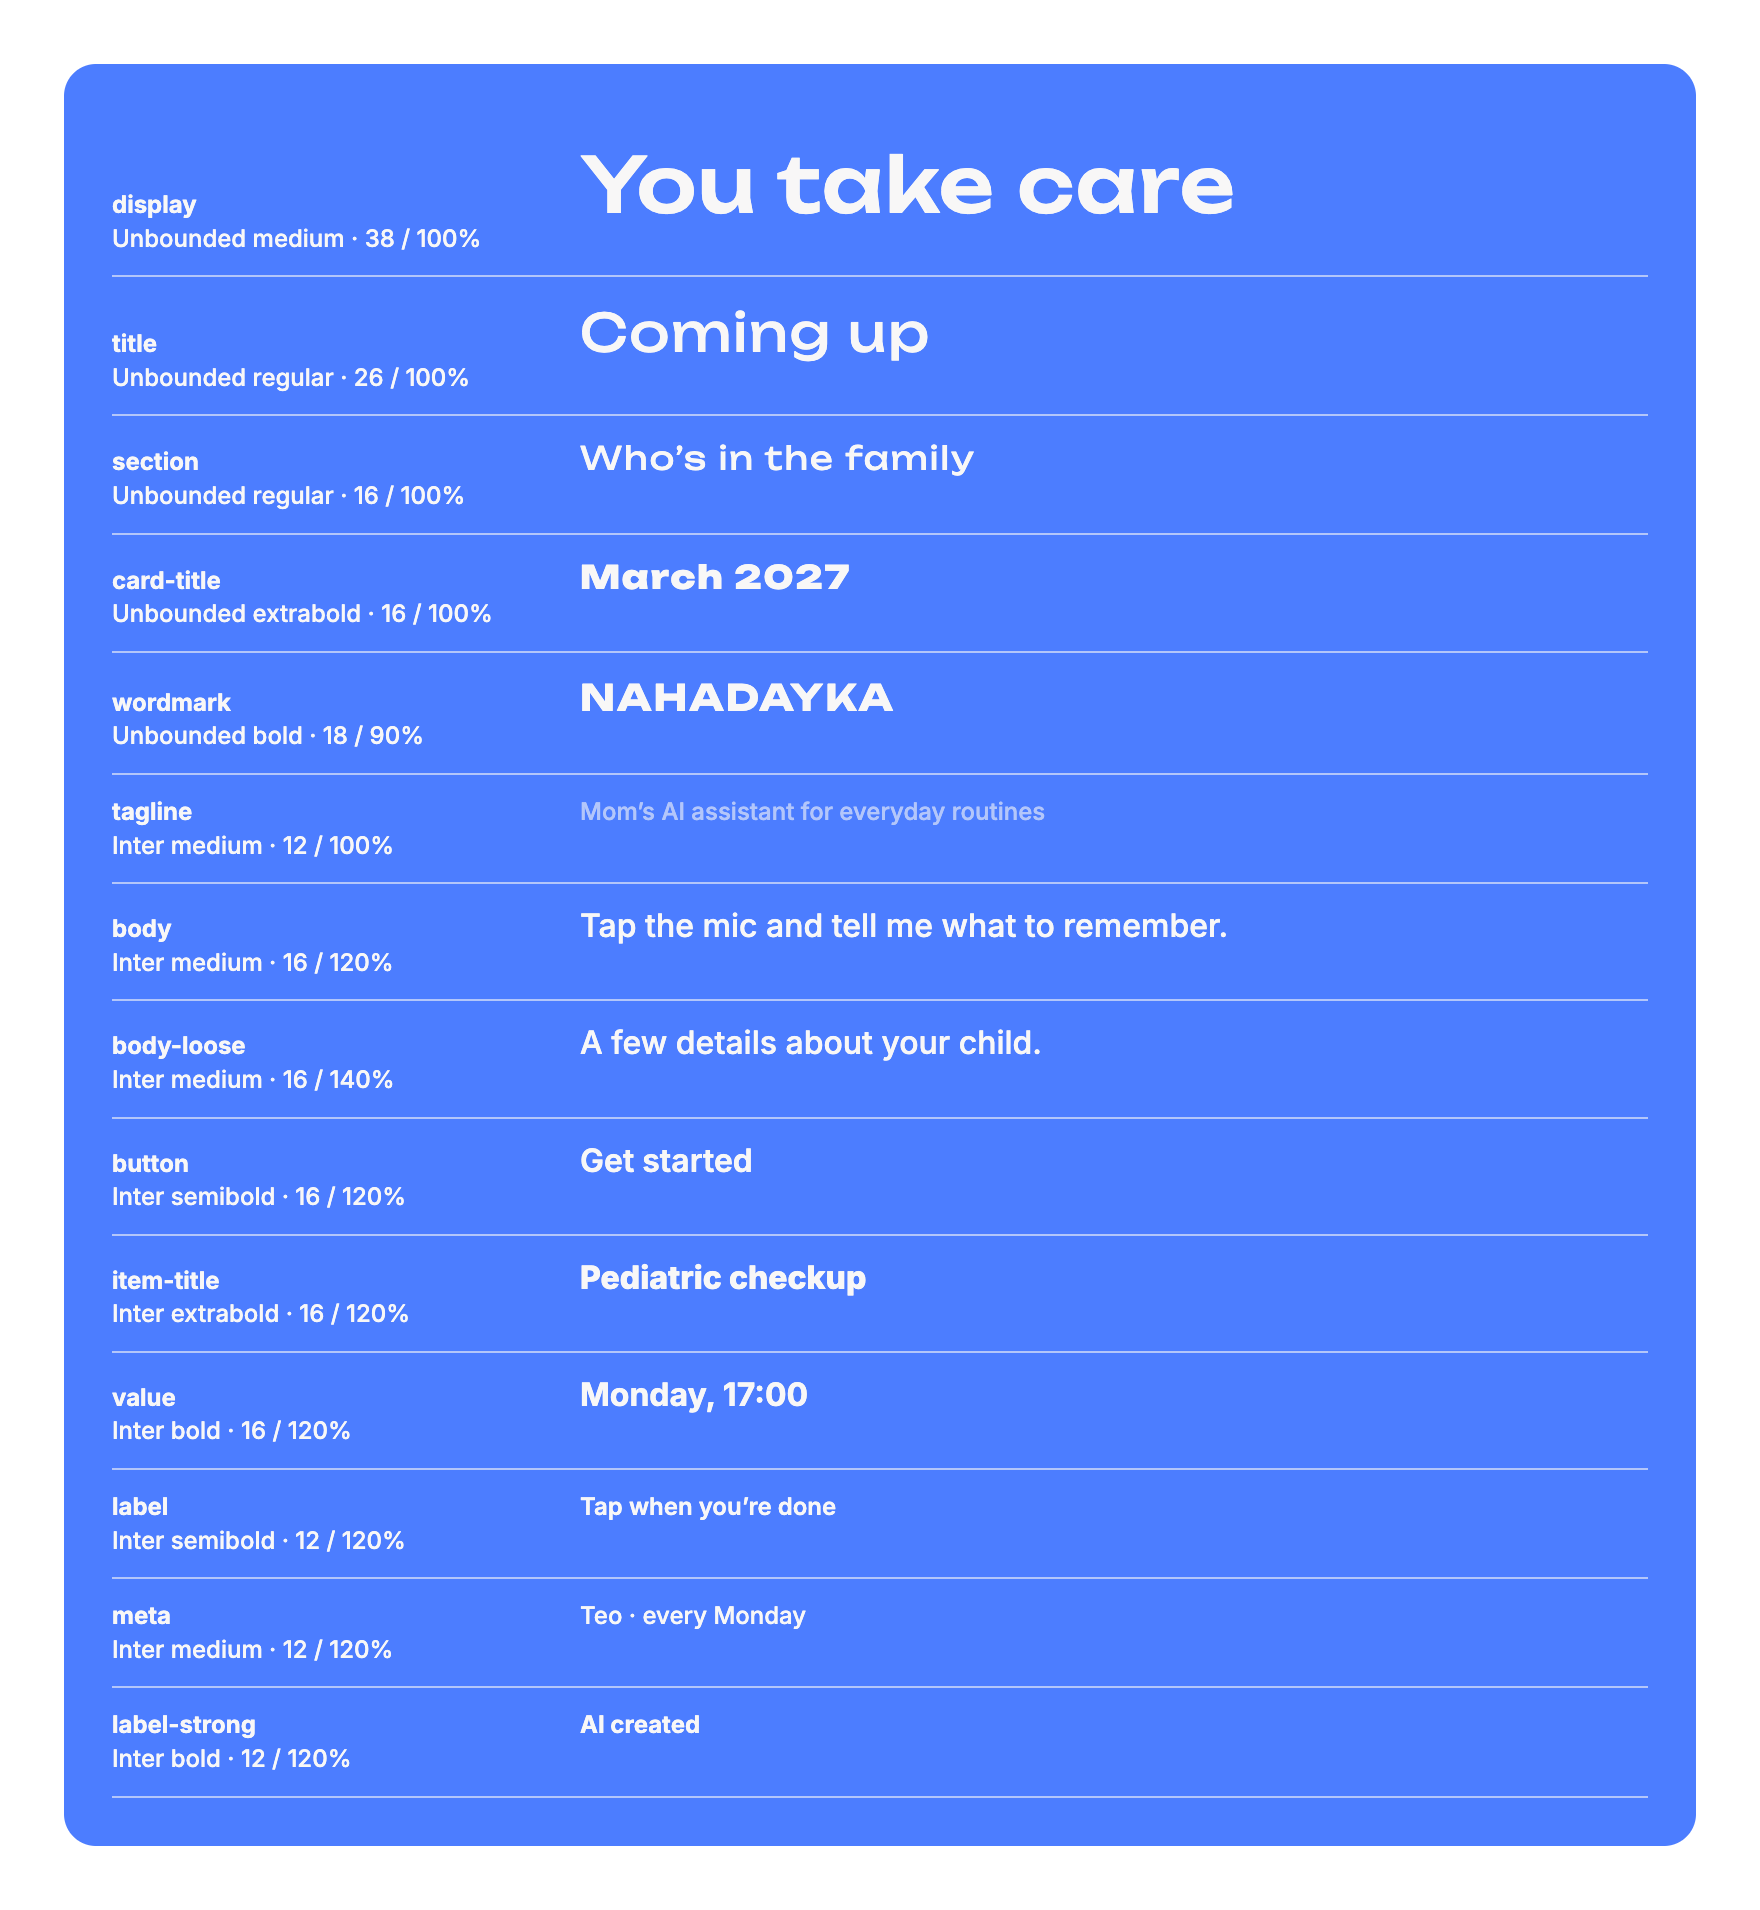 You take care
display
Unbounded medium · 38 / 100%
Coming up
title
Unbounded regular · 26 / 100%
Who’s in the family
section
Unbounded regular · 16 / 100%
March 2027
card-title
Unbounded extrabold · 16 / 100%
NAHADAYKA
wordmark
Unbounded bold · 18 / 90%
tagline
Mom’s AI assistant for everyday routines
Inter medium · 12 / 100%
body
Tap the mic and tell me what to remember.
Inter medium · 16 / 120%
body-loose
A few details about your child.
Inter medium · 16 / 140%
button
Get started
Inter semibold · 16 / 120%
item-title
Pediatric checkup
Inter extrabold · 16 / 120%
value
Monday, 17:00
Inter bold · 16 / 120%
label
Tap when you’re done
Inter semibold · 12 / 120%
meta
Teo · every Monday
Inter medium · 12 / 120%
label-strong
AI created
Inter bold · 12 / 120%